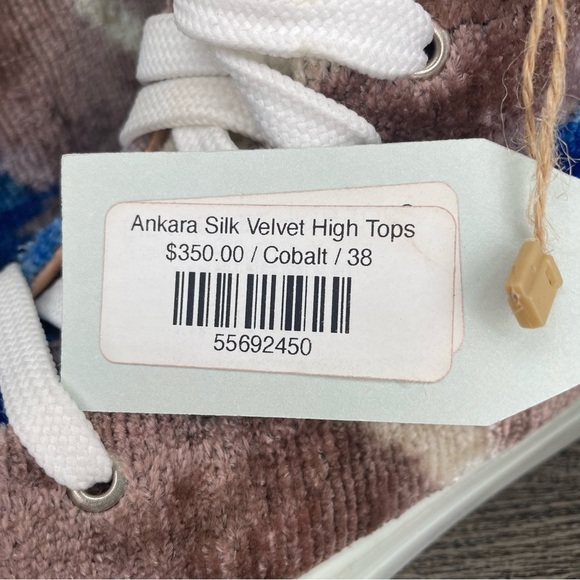 Ankara Silk Velvet High Tops
$350.00 / Cobalt / 38
55692450